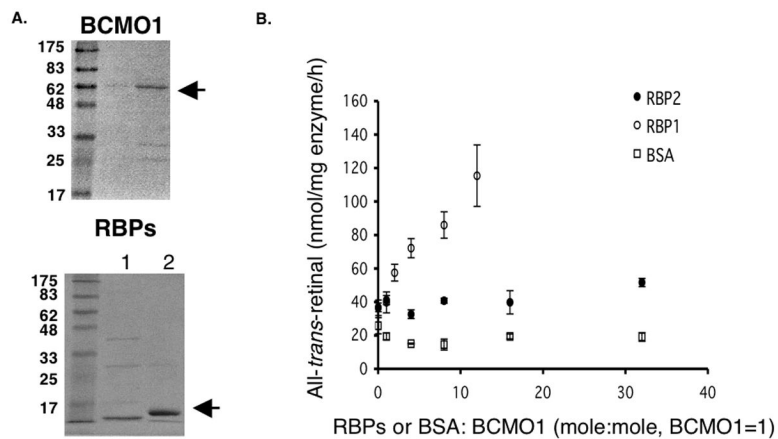 A.
BCMO1
175
83
62
48
33
25
17
RBPs
1 2
175
83
62
48
33
25
17
B.
All-trans-retinal (nmol/mg enzyme/h)
160
140
120
100
80
60
40
20
0
0 10 20 30 40
RBPs or BSA: BCMO1 (mole:mole, BCMO1=1)
RBP2
RBP1
BSA